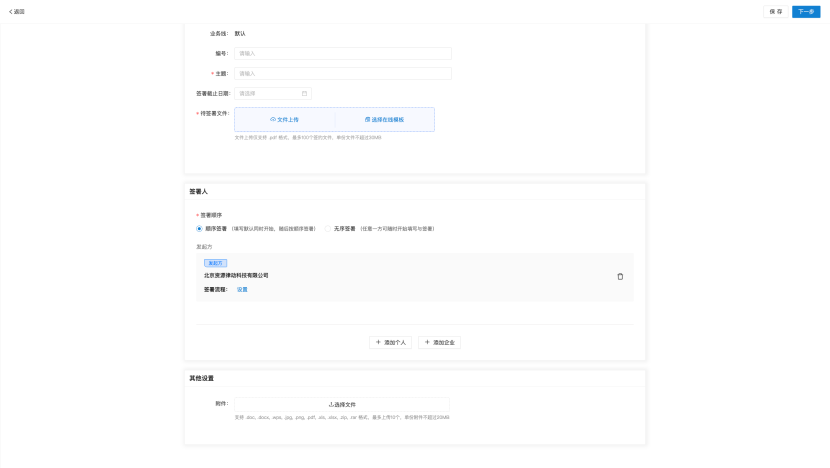 返回
保 存
下一步
业务线: 默认
编号: 请输入
* 主题: 请输入
签署截止日期: 请选择
* 待签署文件: 文件上传 选择在线模板
文件上传仅支持 .pdf 格式，最多100个签约文件，单份文件不超过30MB
签署人
* 签署顺序
顺序签署 (填写默认同时开始，随后按顺序签署) 无序签署 (任意一方可随时开始填写与签署)
发起方
发起方
北京资源律动科技有限公司
签署流程: 设置
+ 添加个人 + 添加企业
其他设置
附件: 选择文件
支持 .doc, .docx, .wps, .jpg, .png, .pdf, .xls, .xlsx, .zip, .rar 格式，最多上传10个，单份附件不超过30MB